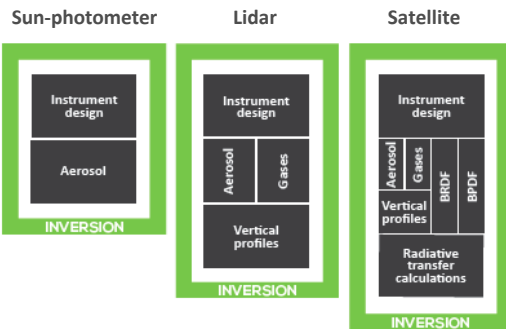 Sun-photometer
Instrument
design
Aerosol
INVERSION
Lidar
Instrument
design
Aerosol
Gases
Vertical
profiles
INVERSION
Satellite
Instrument
design
Aerosol
Gases
BRDF
BPDF
Vertical
profiles
Radiative
transfer
calculations
INVERSION